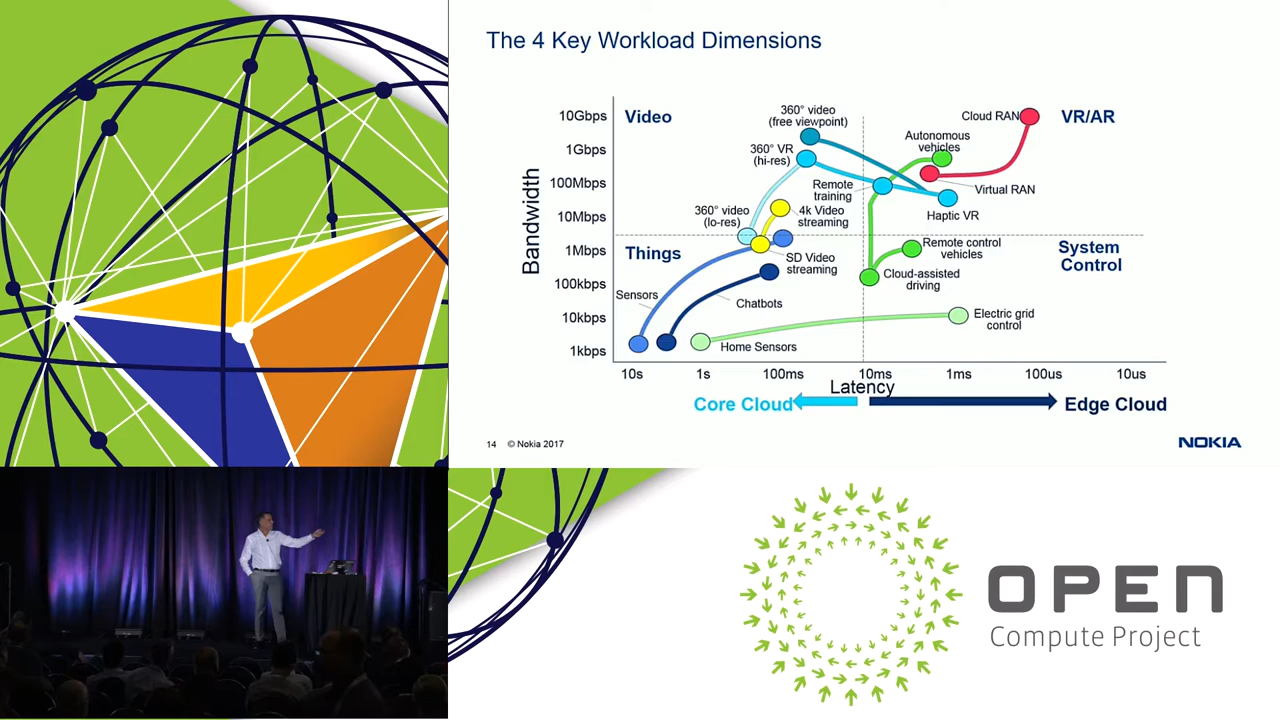 The 4 Key Workload Dimensions
Bandwidth
10Gbps
1Gbps
100Mbps
10Mbps
1Mbps
100kbps
10kbps
1kbps
Video
360° video
(free viewpoint)
360° VR
(hi-res)
Remote
training
360° video
(lo-res)
4k Video
streaming
Cloud RAN
VR/AR
Autonomous
vehicles
Virtual RAN
Haptic VR
Things
SD Video
streaming
Sensors
Chatbots
Home Sensors
Remote control
vehicles
Cloud-assisted
driving
System
Control
Electric grid
control
10s
1s
100ms
10ms
1ms
100us
10us
Latency
Core Cloud
Edge Cloud
14 © Nokia 2017
NOKIA
OPEN
Compute Project